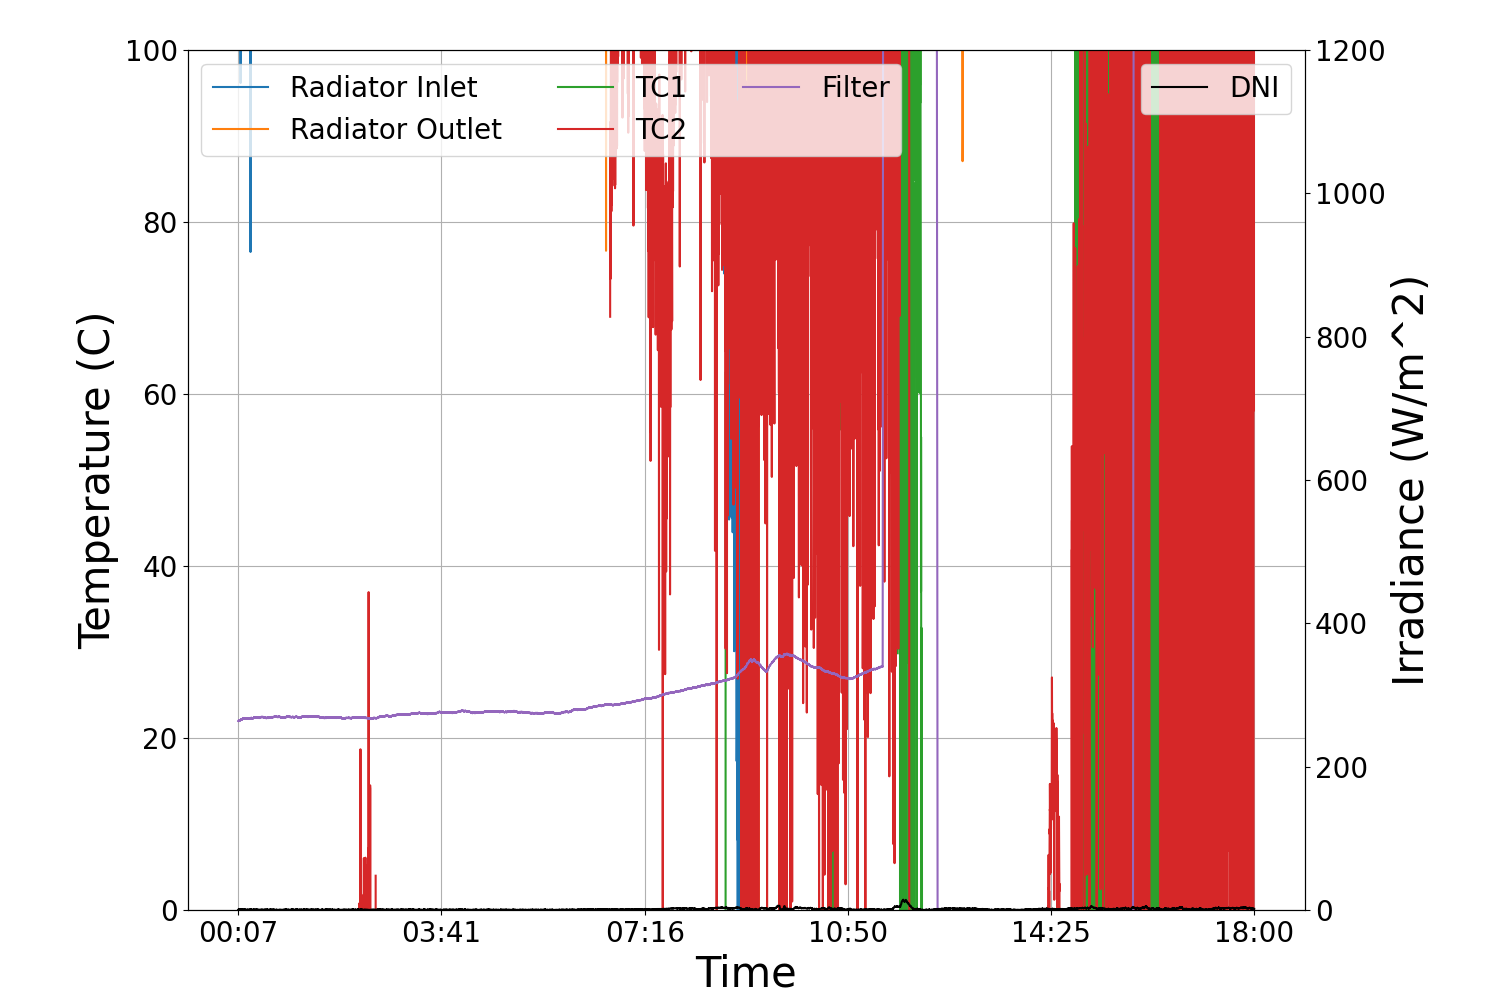 100
80
60
40
20
0
Temperature (C)
Radiator Inlet
Radiator Outlet
TC1
TC2
Filter
DNI
1200
1000
800
600
400
200
0
Irradiance (W/m^2)
00:07
03:41
07:16
10:50
14:25
18:00
Time